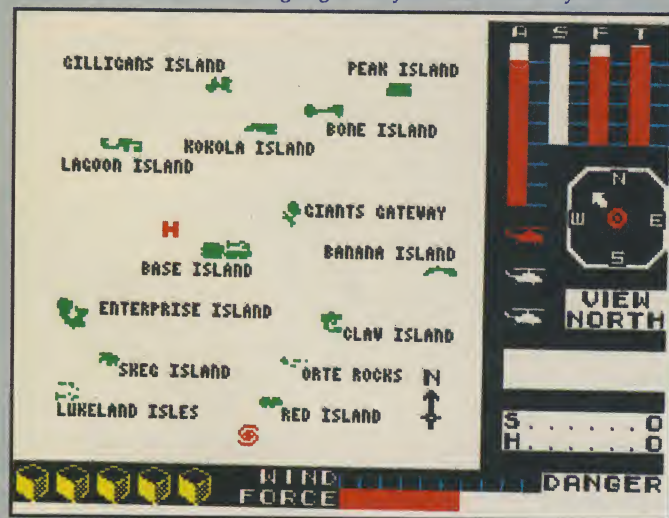 A S F T
GILLIGANS ISLAND
PEAK ISLAND
BONE ISLAND
KOKOLA ISLAND
LAGOON ISLAND
GIANTS GATEWAY
H
BASE ISLAND
BANANA ISLAND
N
W E
S
VIEW
NORTH
ENTERPRISE ISLAND
CLAW ISLAND
SKEG ISLAND
ORTE ROCKS
N
LUKELAND ISLES
RED ISLAND
S......0
H......0
WIND
FORCE
DANGER